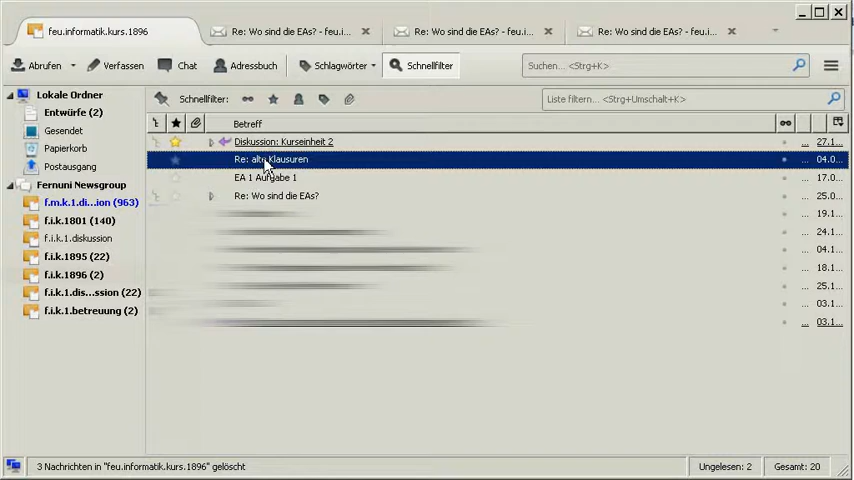 feu.informatik.kurs.1896
Re: Wo sind die EAs? - feu.i...
Re: Wo sind die EAs? - feu.i...
Re: Wo sind die EAs? - feu.i...
Abrufen
Verfassen
Chat
Adressbuch
Schlagwörter
Schnellfilter
Suchen... <Strg+K>
Lokale Ordner
Schnellfilter:
Liste filtern... <Strg+Umschalt+K>
Entwürfe (2)
Betreff
Gesendet
Discussion: Kurseinheit 2
27.1
Papierkorb
Re: alte Klausuren
04.0
Postausgang
EA 1 Aufgabe 1
17.0
Fernuni Newsgroup
Re: Wo sind die EAs?
25.0
f.m.k.1.di...ion (963)
19.1
f.i.k.1801 (140)
24.1
f.i.k.1.diskussion
04.1
f.i.k.1895 (22)
18.1
f.i.k.1896 (2)
25.1
f.i.k.1.dis...ssion (22)
03.1
f.i.k.1.betreuung (2)
03.1
3 Nachrichten in "feu.informatik.kurs.1896" gelöscht
Ungelesen: 2
Gesamt: 20